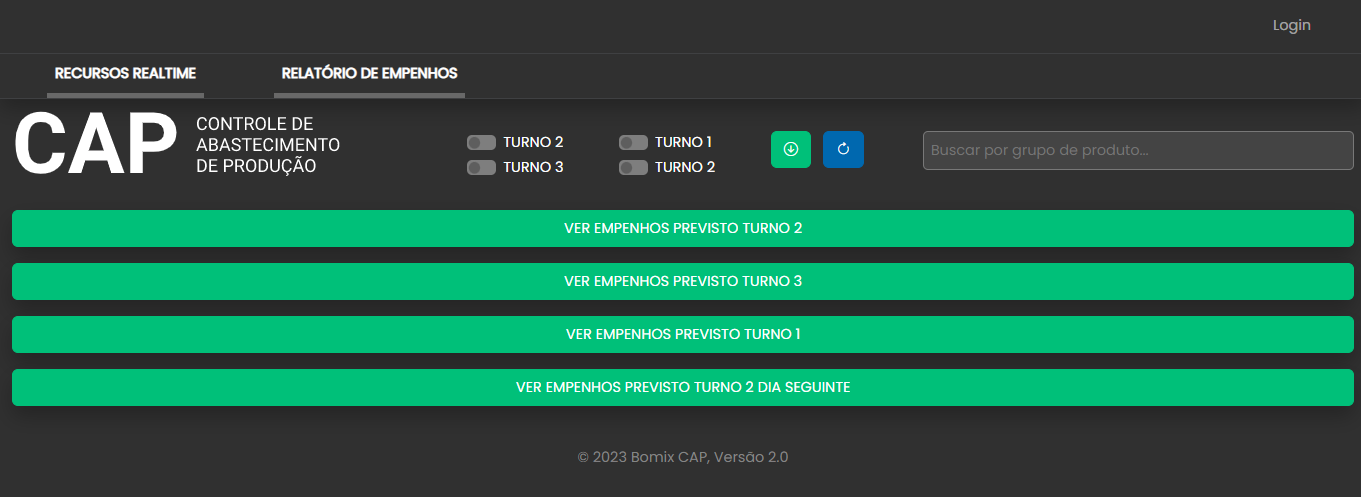 Login
RECURSOS REALTIME
RELATÓRIO DE EMPENHOS
CAP
CONTROLE DE
ABASTECIMENTO
DE PRODUÇÃO
TURNO 2
TURNO 1
TURNO 3
TURNO 2
Buscar por grupo de produto...
VER EMPENHOS PREVISTO TURNO 2
VER EMPENHOS PREVISTO TURNO 3
VER EMPENHOS PREVISTO TURNO 1
VER EMPENHOS PREVISTO TURNO 2 DIA SEGUINTE
© 2023 Bomix CAP, Versão 2.0